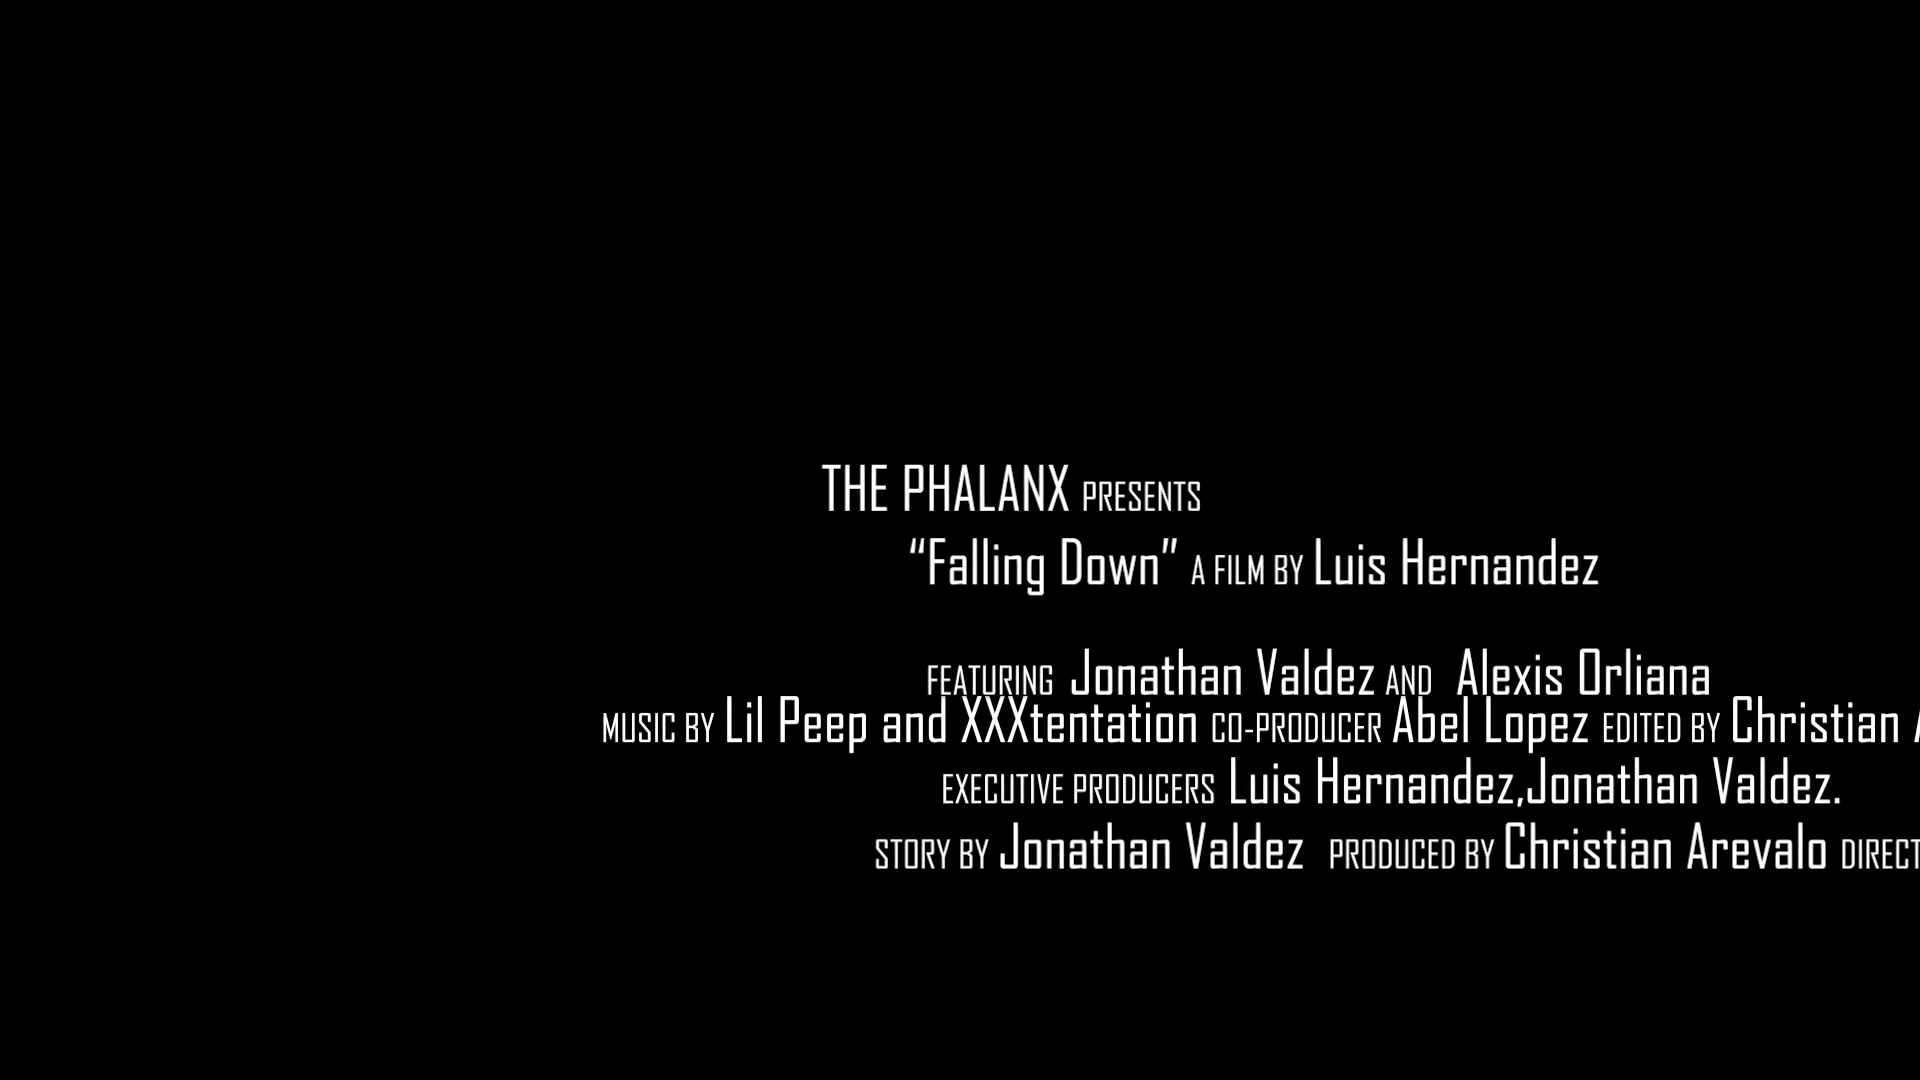 THE PHALANX PRESENTS
“Falling Down” A FILM BY Luis Hernandez
FEATURING Jonathan Valdez AND Alexis Orliana
MUSIC BY Lil Peep and XXXtentation CO-PRODUCER Abel Lopez EDITED BY Christian
EXECUTIVE PRODUCERS Luis Hernandez,Jonathan Valdez.
STORY BY Jonathan Valdez PRODUCED BY Christian Arevalo